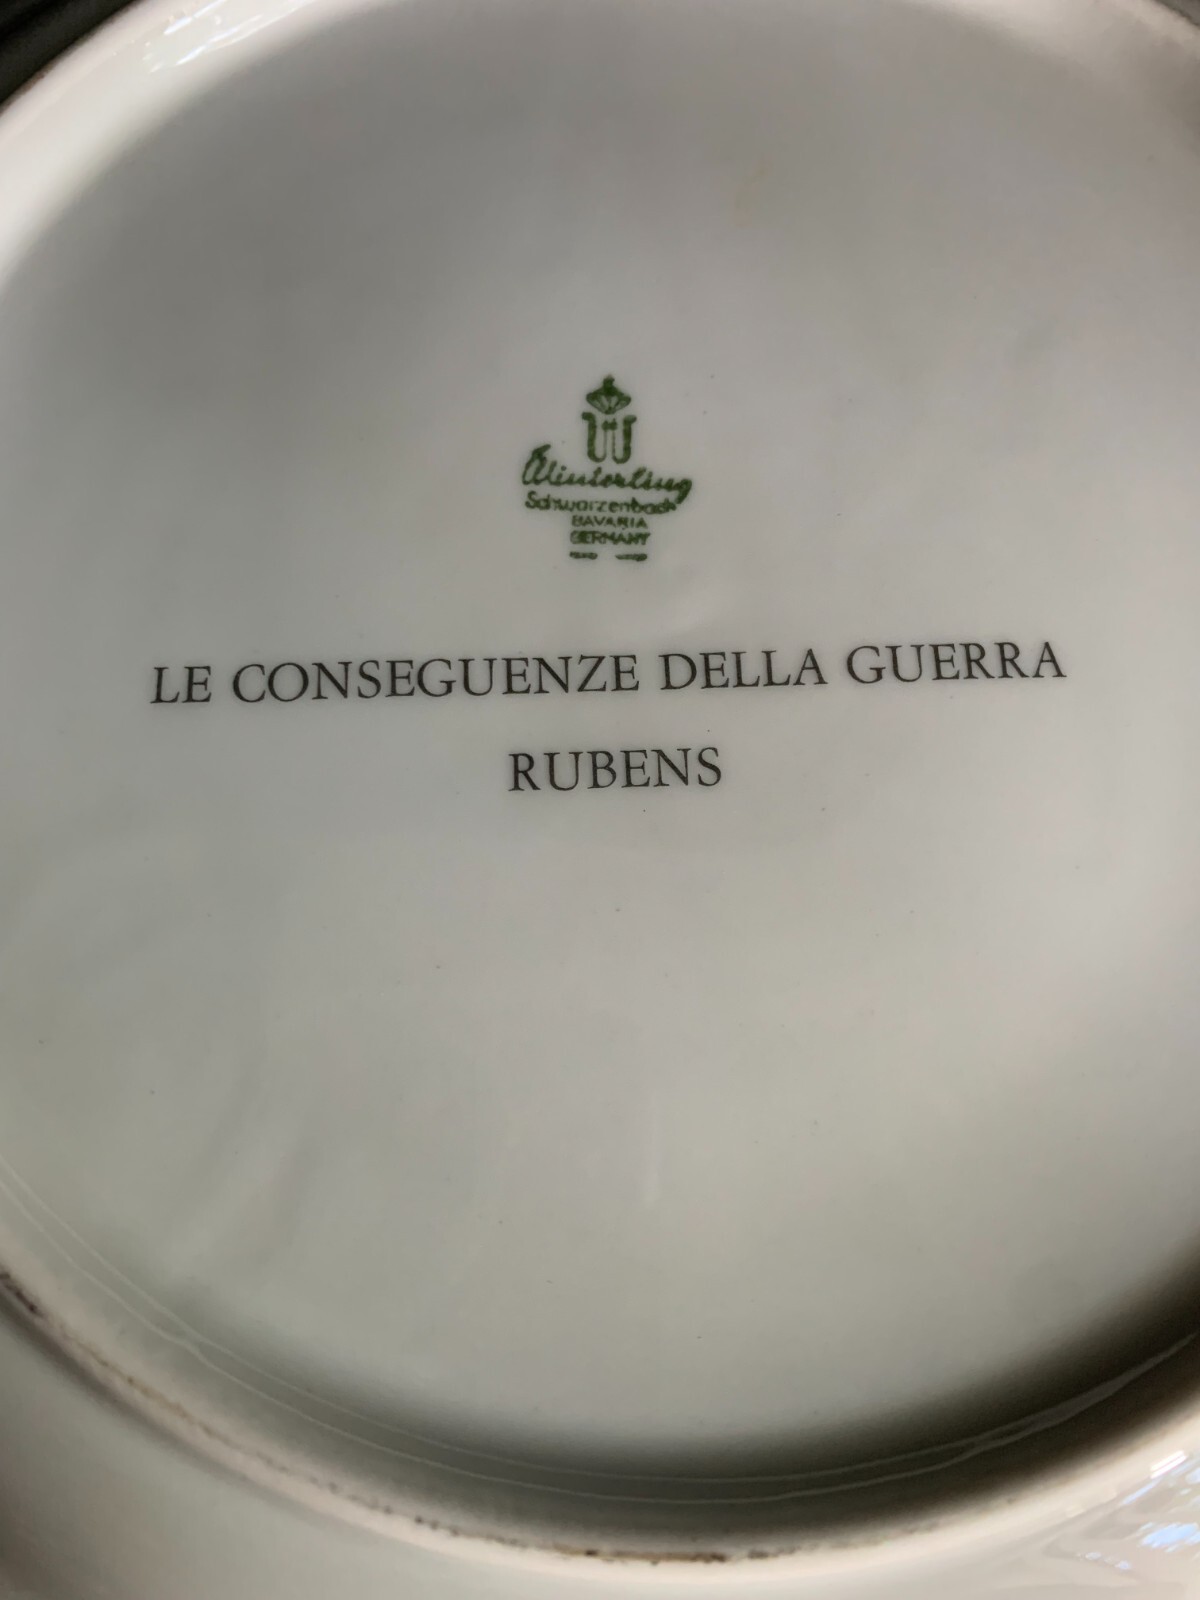 Winterling
Schwarzenbach
BAVARIA
GERMANY
LE CONSEGUENZE DELLA GUERRA
RUBENS